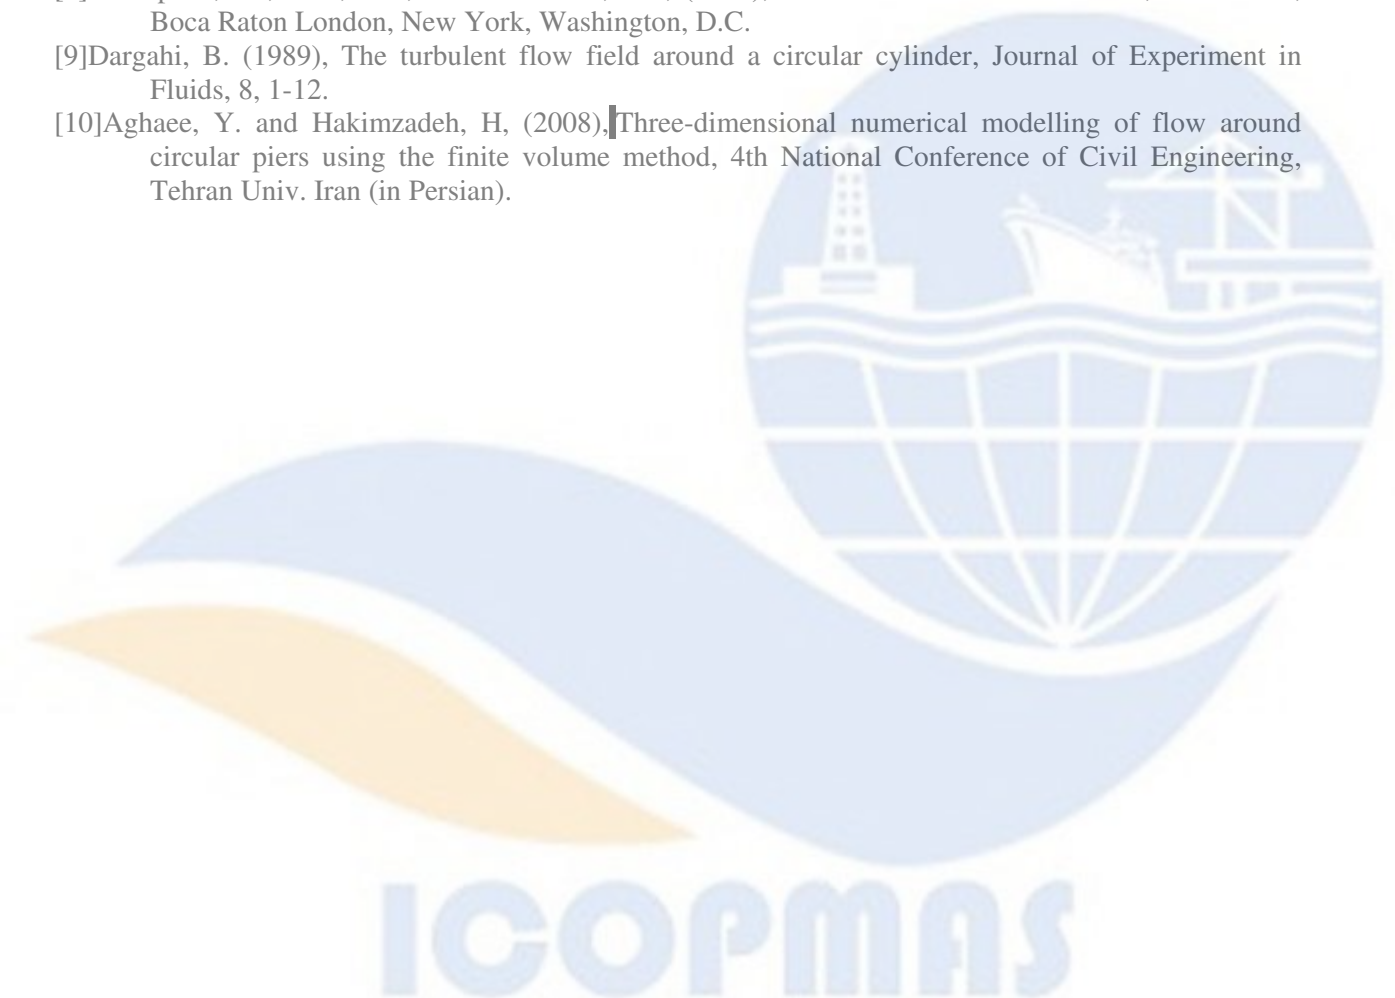 Boca Raton London, New York, Washington, D.C.
[9]Dargahi, B. (1989), The turbulent flow field around a circular cylinder, Journal of Experiment in
Fluids, 8, 1-12.
[10]Aghaee, Y. and Hakimzadeh, H, (2008), Three-dimensional numerical modelling of flow around
circular piers using the finite volume method, 4th National Conference of Civil Engineering,
Tehran Univ. Iran (in Persian).
ICOPMAS